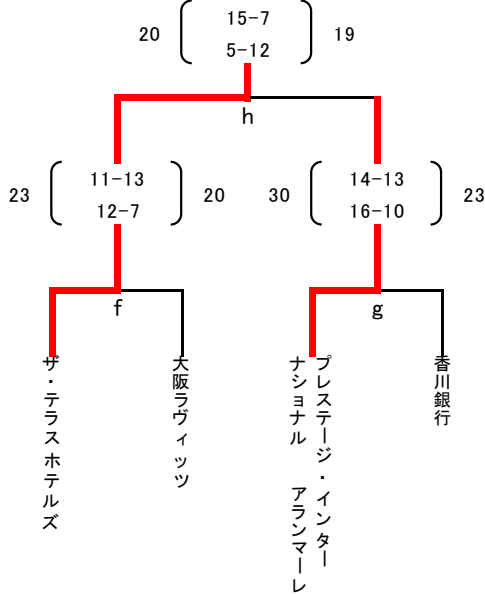 20 15-7 19
5-12
h
11-13
23 20
12-7
14-13
30 23
16-10
f
g
ザ・テラスホテルズ
大阪ラヴィッツ
プレステージ・インター
ナショナル アランマーレ
香川銀行